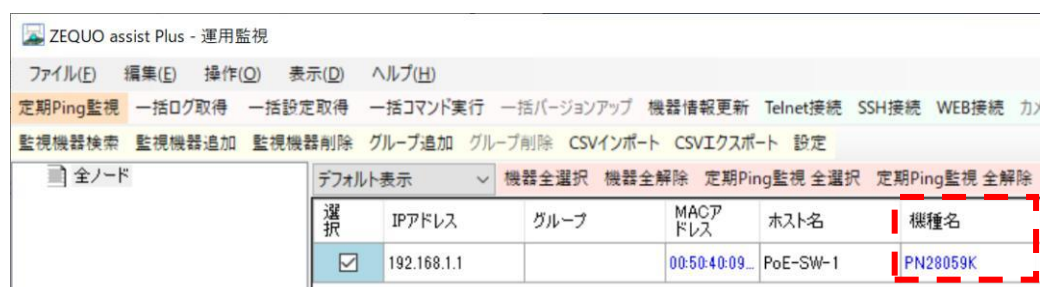 ZEQUO assist Plus - 運用監視
ファイル(F) 編集(E) 操作(O) 表示(D) ヘルプ(H)
定期Ping監視 一括ログ取得 一括設定取得 一括コマンド実行 一括バージョンアップ 機器情報更新 Telnet接続 SSH接続 WEB接続 カメ
監視機器検索 監視機器追加 監視機器削除 グループ追加 グループ削除 CSVインポート CSVエクスポート 設定
全ノード デフォルト表示 機器全選択 機器全解除 定期Ping監視 全選択 定期Ping監視 全解除
選択 IPアドレス グループ MACアドレス ホスト名 機種名
192.168.1.1 00:50:40:09... PoE-SW-1 PN28059K